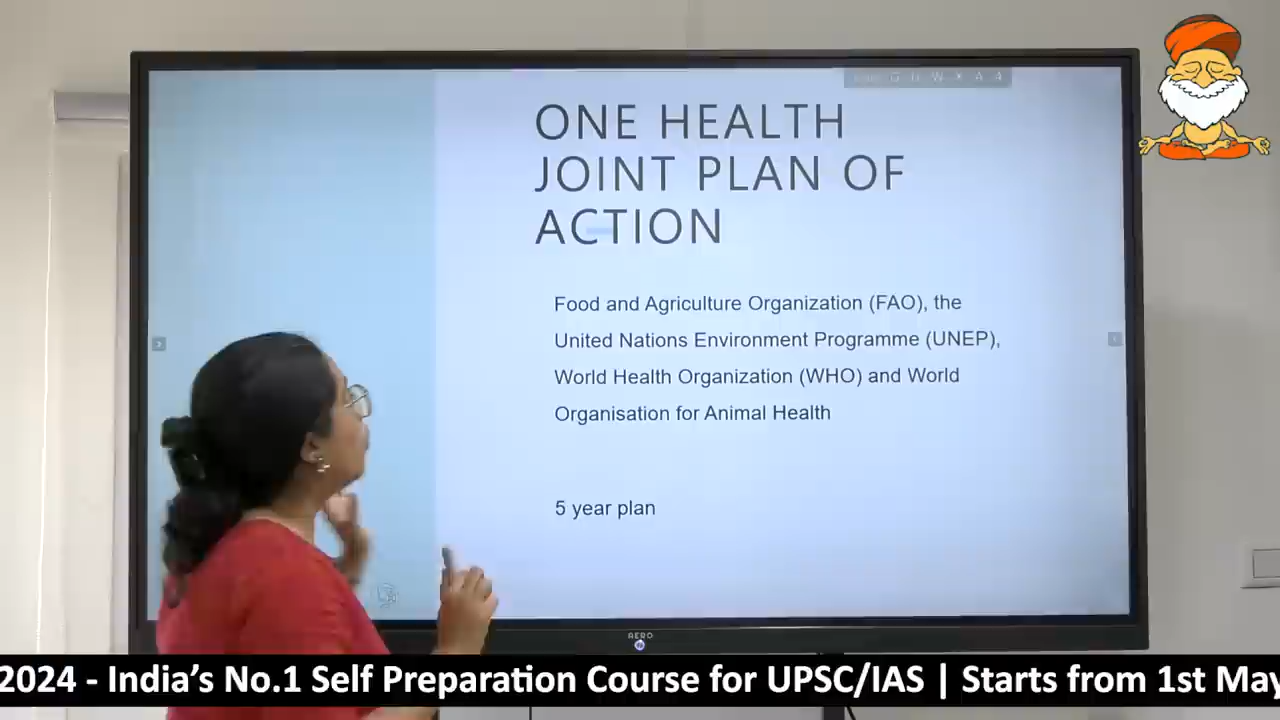 ONE HEALTH
JOINT PLAN OF
ACTION
Food and Agriculture Organization (FAO), the
United Nations Environment Programme (UNEP),
World Health Organization (WHO) and World
Organisation for Animal Health
5 year plan
AERO
2024 - India's No.1 Self Preparation Course for UPSC/IAS | Starts from 1st May